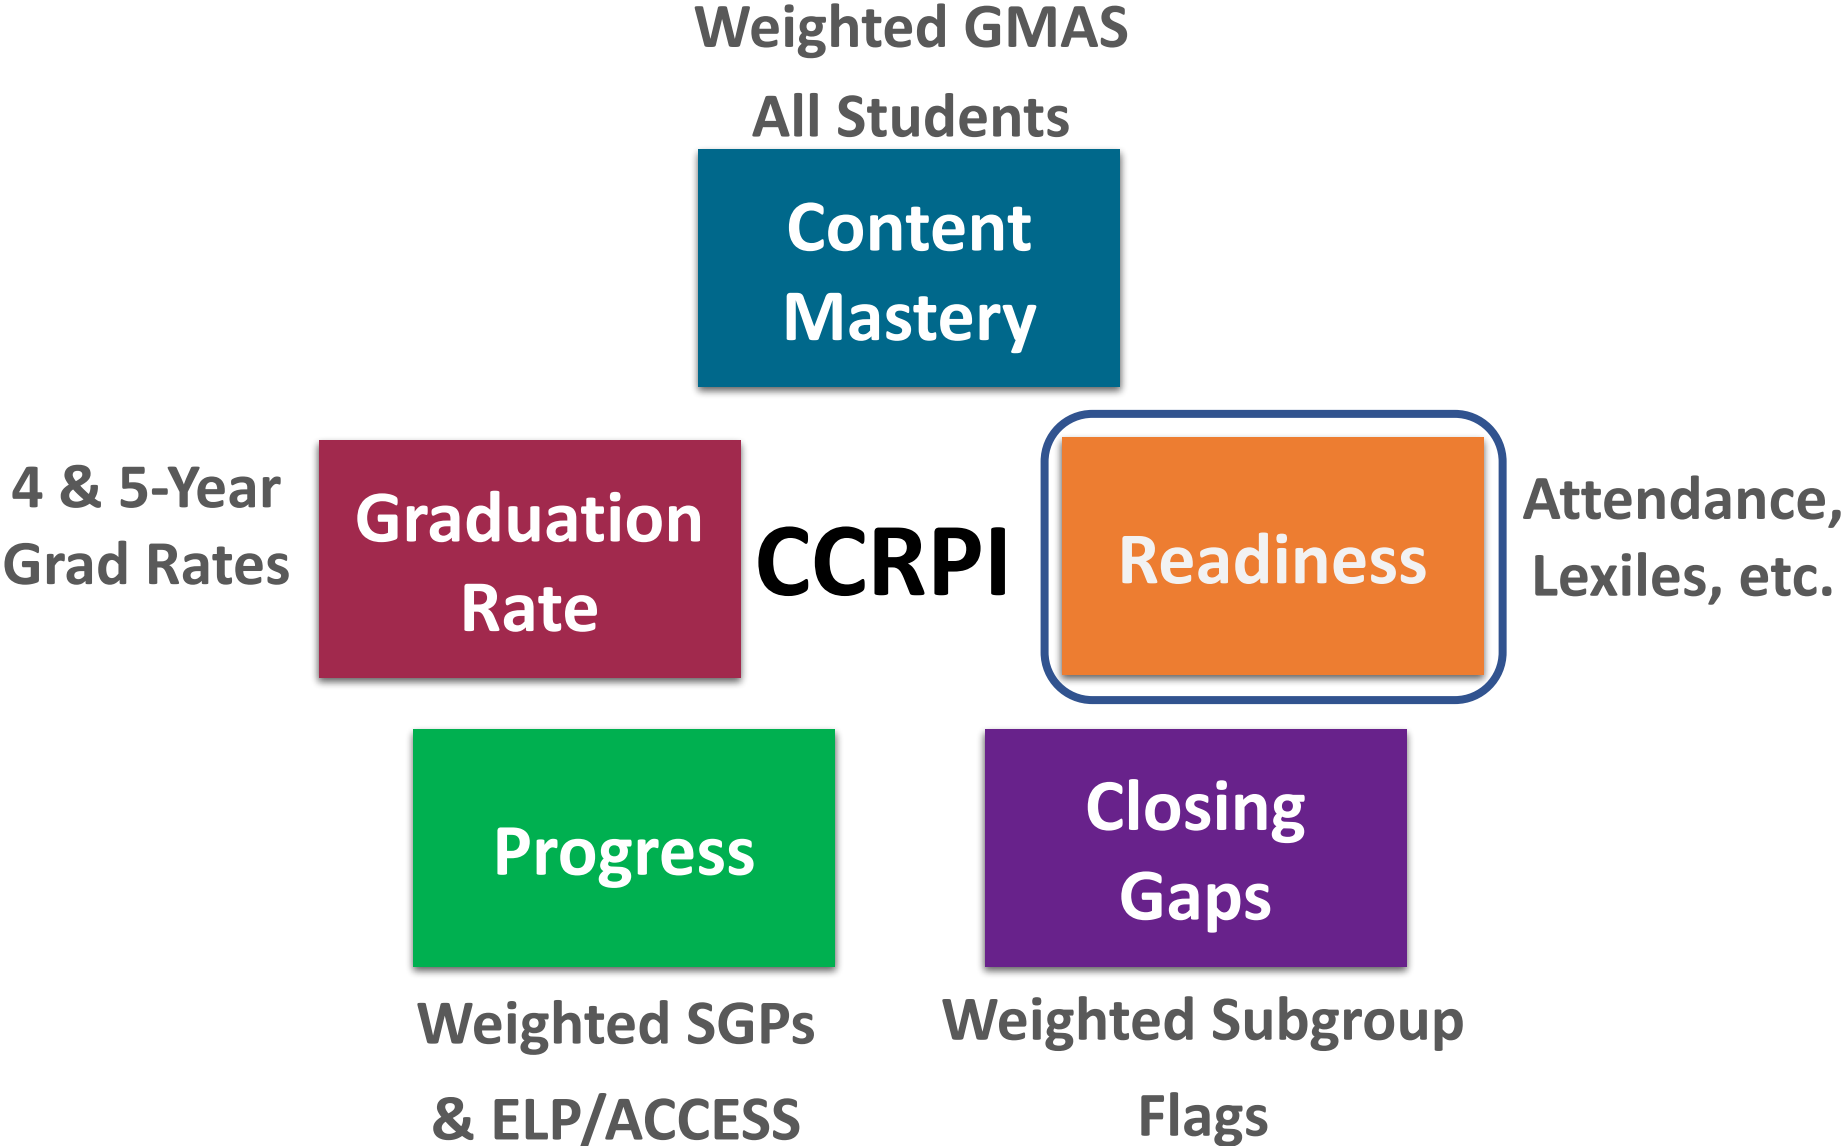 Weighted GMAS
All Students
Content
Mastery
4 & 5-Year
Grad Rates
Graduation
Rate
CCRPI
Readiness
Attendance,
Lexiles, etc.
Progress
Closing
Gaps
Weighted SGPs
& ELP/ACCESS
Weighted Subgroup
Flags